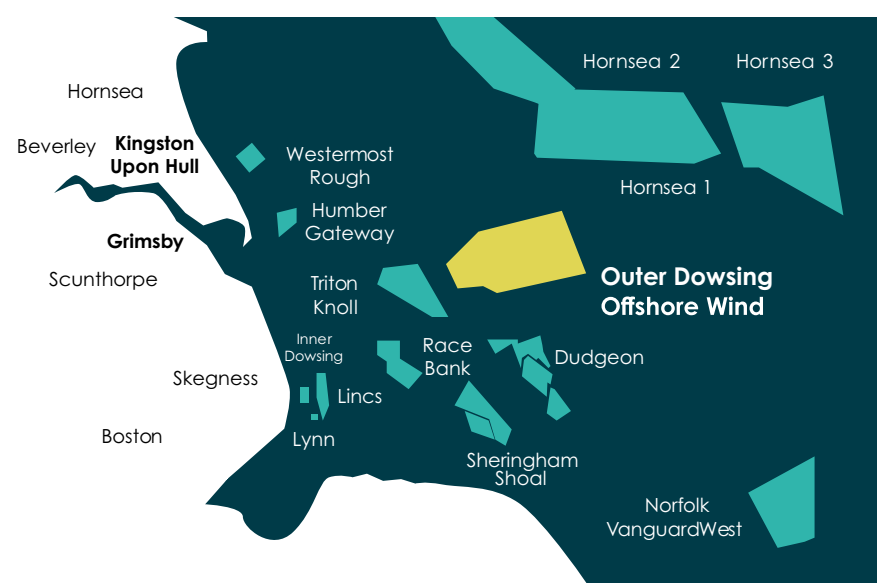 Hornsea 2
Hornsea 3
Hornsea
Beverley
Kingston
Upon Hull
Westermost
Rough
Hornsea 1
Humber
Gateway
Grimsby
Scunthorpe
Triton
Knoll
Outer Dowsing
Offshore Wind
Inner
Dowsing
Race
Bank
Dudgeon
Skegness
Lincs
Boston
Lynn
Sheringham
Shoal
Norfolk
VanguardWest